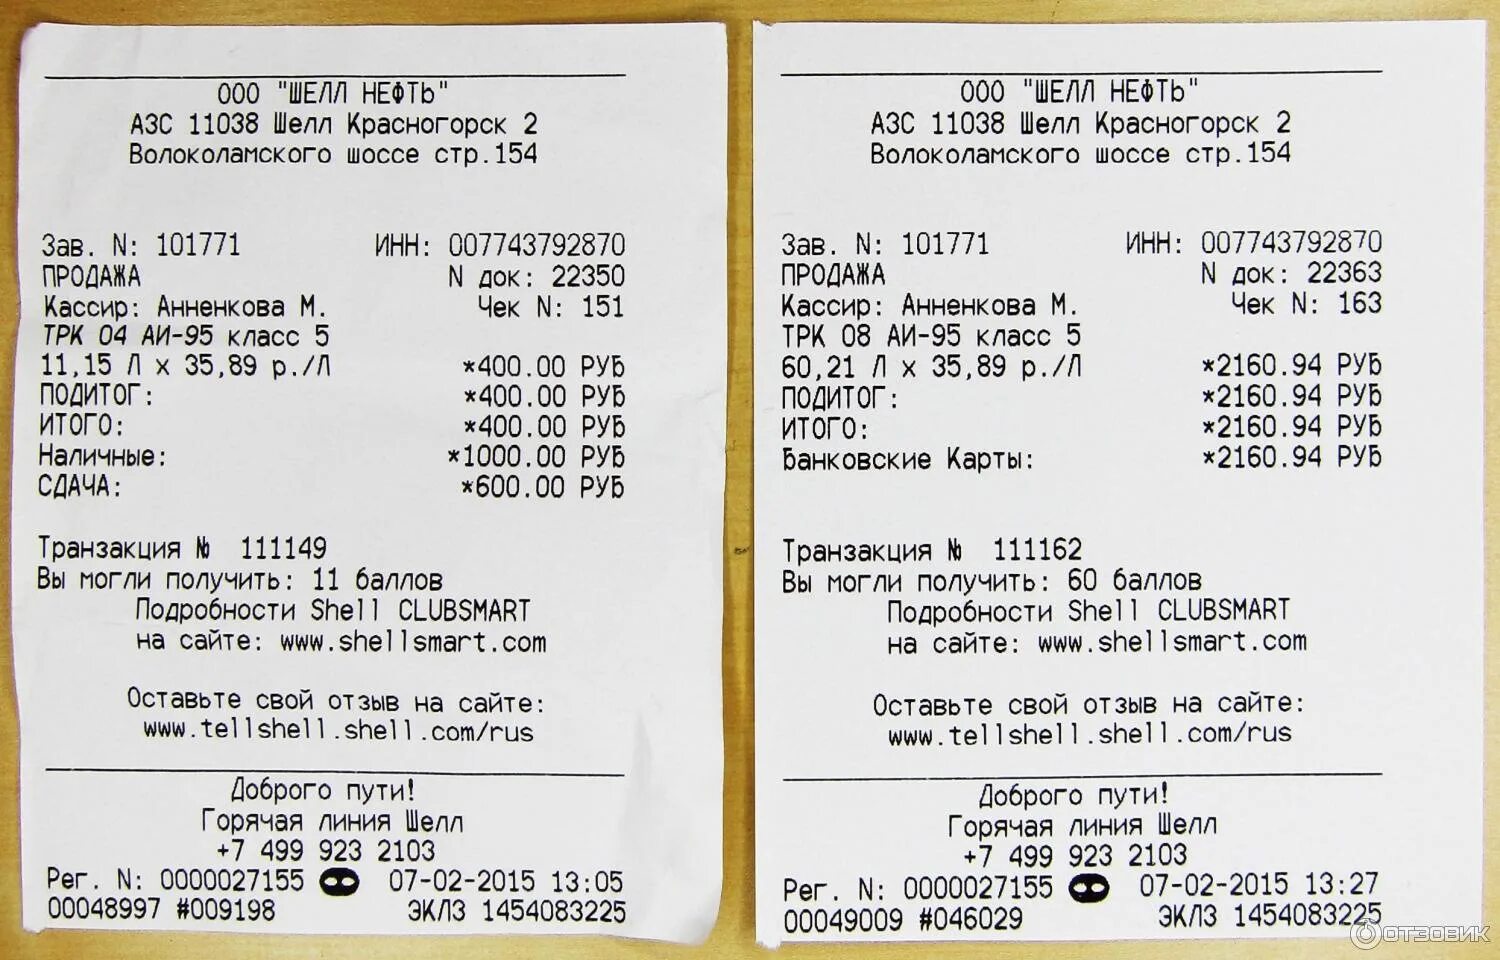 ООО "ШЕЛЛ НЕФТЬ"
АЗС 11038 Шелл Красногорск 2
Волоколамского шоссе стр.154
Зав. N: 101771 ИНН: 007743792870
ПРОДАЖА N док: 22350
Кассир: Анненкова М. Чек N: 151
ТРК 04 АИ-95 класс 5
11,15 Л x 35,89 р./Л *400.00 РУБ
ПОДИТОГ: *400.00 РУБ
ИТОГО: *400.00 РУБ
Наличные: *1000.00 РУБ
СДАЧА: *600.00 РУБ
Транзакция № 111149
Вы могли получить: 11 баллов
Подробности Shell CLUBSMART
на сайте: www.shellsmart.com
Оставьте свой отзыв на сайте:
www.tellshell.shell.com/rus
Доброго пути!
Горячая линия Шелл
+7 499 923 2103
Рег. N: 0000027155 07-02-2015 13:05
00048997 #009198 ЭКЛЗ 1454083225
ООО "ШЕЛЛ НЕФТЬ"
АЗС 11038 Шелл Красногорск 2
Волоколамского шоссе стр.154
Зав. N: 101771 ИНН: 007743792870
ПРОДАЖА N док: 22363
Кассир: Анненкова М. Чек N: 163
ТРК 08 АИ-95 класс 5
60,21 Л x 35,89 р./Л *2160.94 РУБ
ПОДИТОГ: *2160.94 РУБ
ИТОГО: *2160.94 РУБ
Банковские Карты: *2160.94 РУБ
Транзакция № 111162
Вы могли получить: 60 баллов
Подробности Shell CLUBSMART
на сайте: www.shellsmart.com
Оставьте свой отзыв на сайте:
www.tellshell.shell.com/rus
Доброго пути!
Горячая линия Шелл
+7 499 923 2103
Рег. N: 0000027155 07-02-2015 13:27
00049009 #046029 ЭКЛЗ 1454083225
ОТЗОВИК